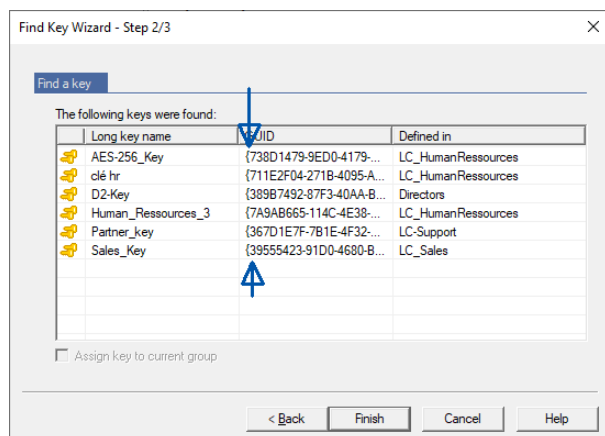 Find Key Wizard - Step 2/3
Find a key
The following keys were found:
Long key name GUID Defined in
AES-256_Key {738D1479-9ED0-4179-... LC_HumanRessources
clé hr {711E2F04-271B-4095-A... LC_HumanRessources
D2-Key {389B7492-87F3-40AA-B... Directors
Human_Ressources_3 {7A9AB665-114C-4E38-... LC_HumanRessources
Partner_key {367D1E7F-7B1E-4F32-... LC-Support
Sales_Key {39555423-91D0-4680-B... LC_Sales
Assign key to current group
< Back Finish Cancel Help